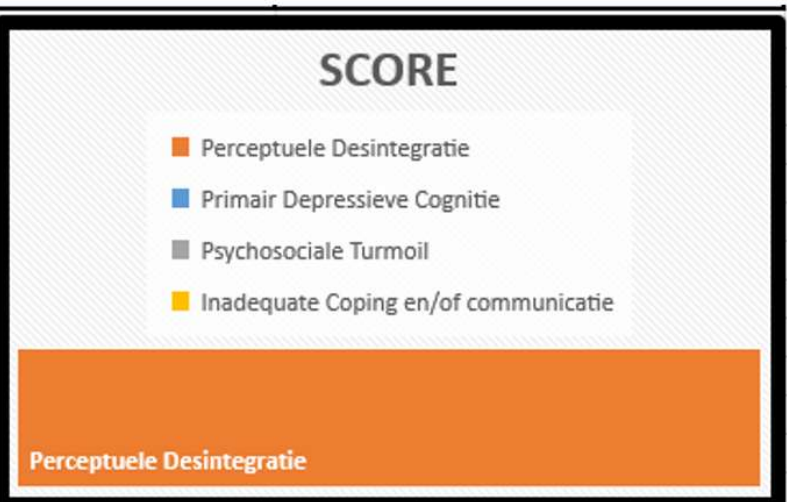 SCORE
Perceptuele Desintegratie
Primair Depressieve Cognitie
Psychosociale Turmoil
Inadequate Coping en/of communicatie
Perceptuele Desintegratie